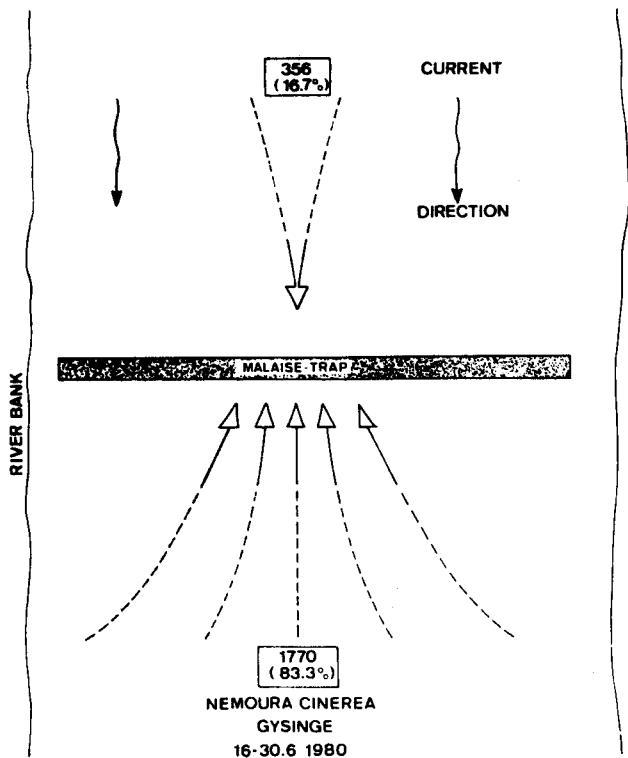 356
(16.7%)
CURRENT
DIRECTION
MALAISE-TRAP
RIVER BANK
1770
(83.3%)
NEMOURA CINEREA
GYSINGE
16-30.6 1980